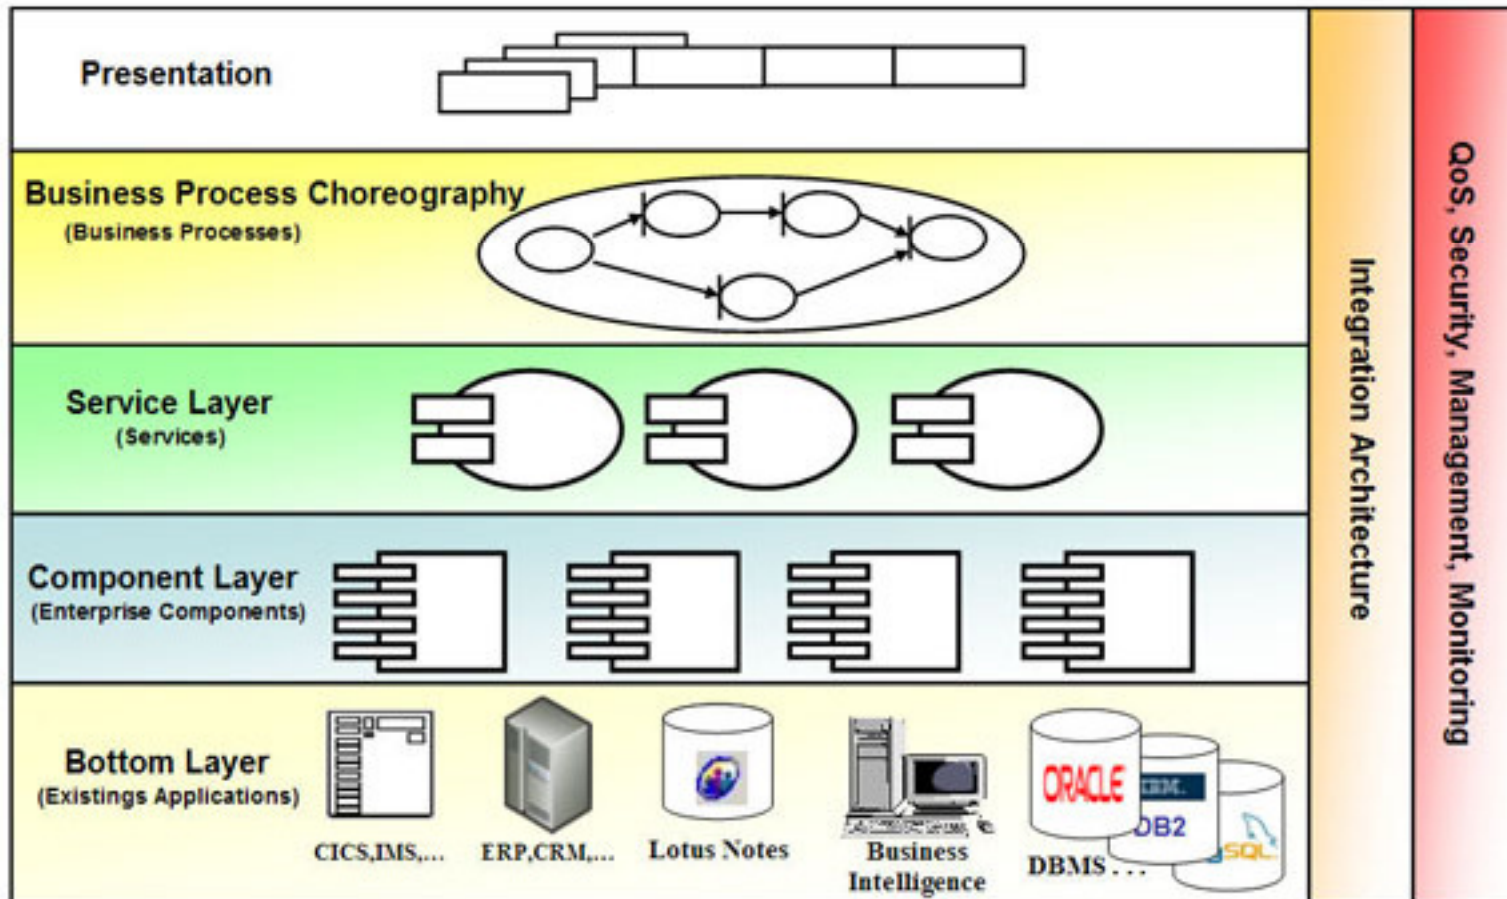 Presentation
Business Process Choreography
(Business Processes)
Service Layer
(Services)
Component Layer
(Enterprise Components)
Bottom Layer
(Existings Applications)
CICS,IMS,...
ERP,CRM,...
Lotus Notes
Business
Intelligence
ORACLE
IBM.
DB2
SQL
DBMS . . .
Integration Architecture
QoS, Security, Management, Monitoring